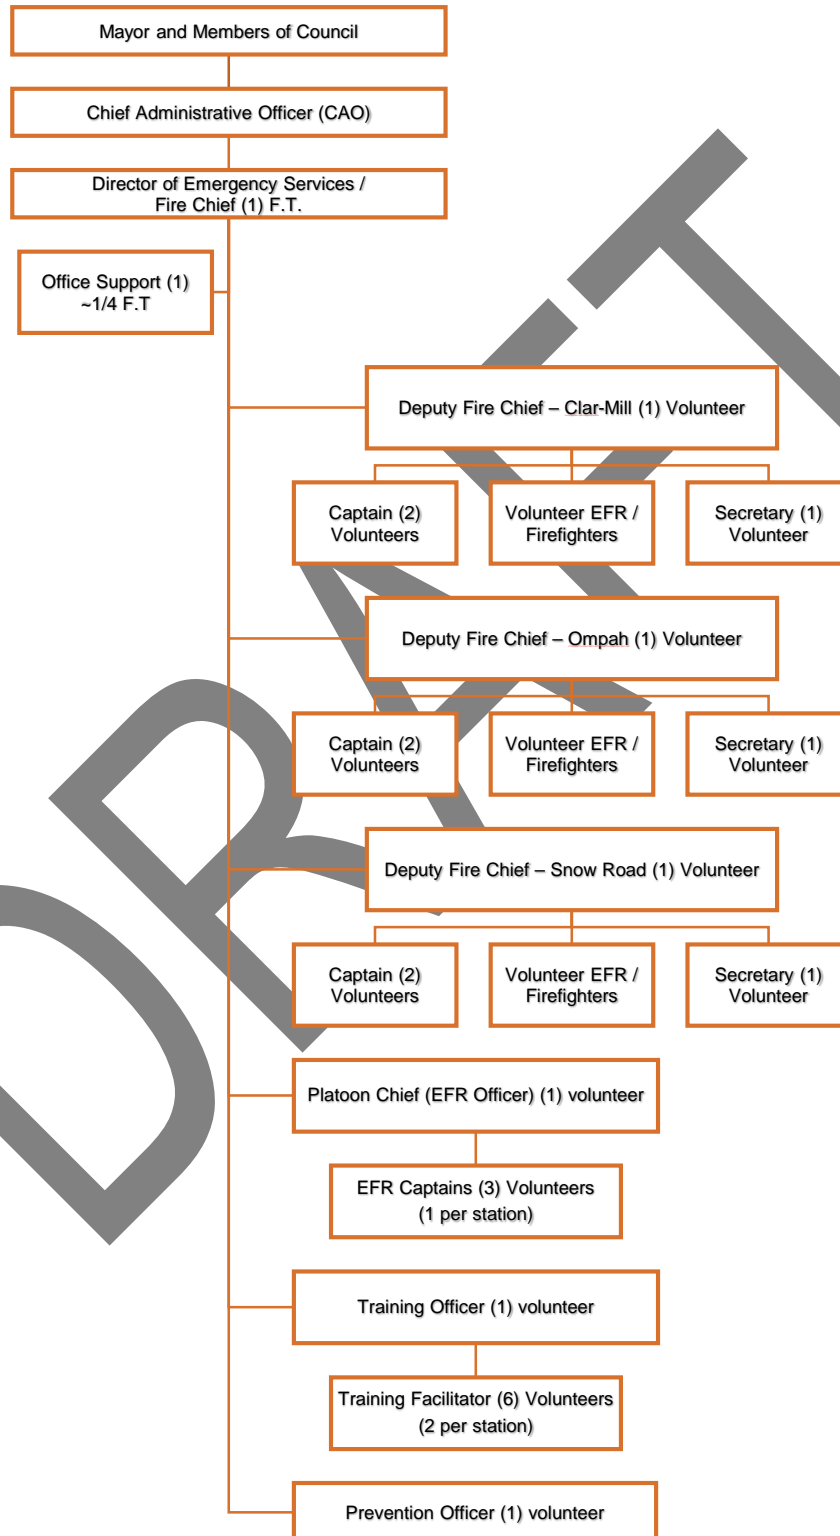 Mayor and Members of Council
Chief Administrative Officer (CAO)
Director of Emergency Services /
Fire Chief (1) F.T.
Office Support (1)
~1/4 F.T
Deputy Fire Chief – Clar-Mill (1) Volunteer
Captain (2)
Volunteers
Volunteer EFR /
Firefighters
Secretary (1)
Volunteer
Deputy Fire Chief – Ompah (1) Volunteer
Captain (2)
Volunteers
Volunteer EFR /
Firefighters
Secretary (1)
Volunteer
Deputy Fire Chief – Snow Road (1) Volunteer
Captain (2)
Volunteers
Volunteer EFR /
Firefighters
Secretary (1)
Volunteer
Platoon Chief (EFR Officer) (1) volunteer
EFR Captains (3) Volunteers
(1 per station)
Training Officer (1) volunteer
Training Facilitator (6) Volunteers
(2 per station)
Prevention Officer (1) volunteer
DRAFT